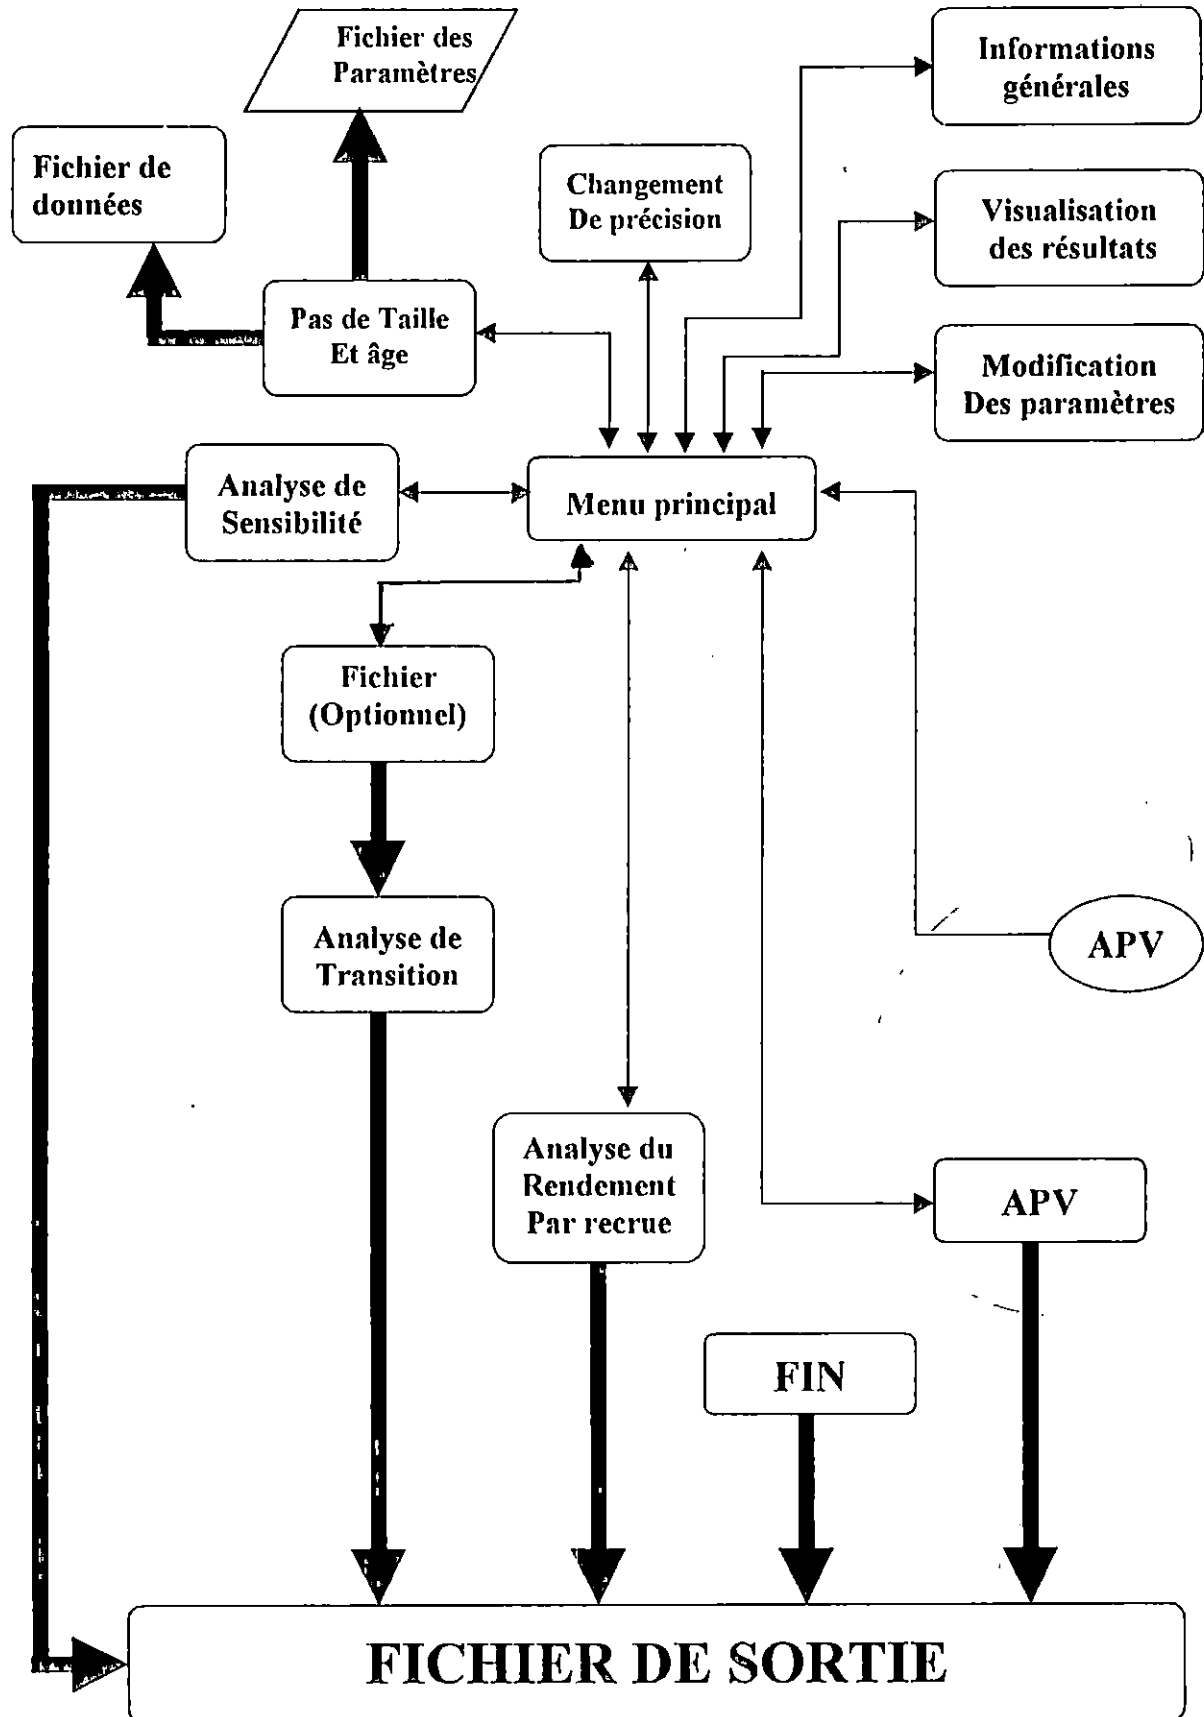 Fichier des
Paramètres
Informations
générales
Fichier de
données
Changement
De précision
Visualisation
des résultats
Pas de Taille
Et âge
Modification
Des paramètres
Analyse de
Sensibilité
Menu principal
Fichier
(Optionnel)
Analyse de
Transition
APV
Analyse du
Rendement
Par recrue
APV
FIN
FICHIER DE SORTIE